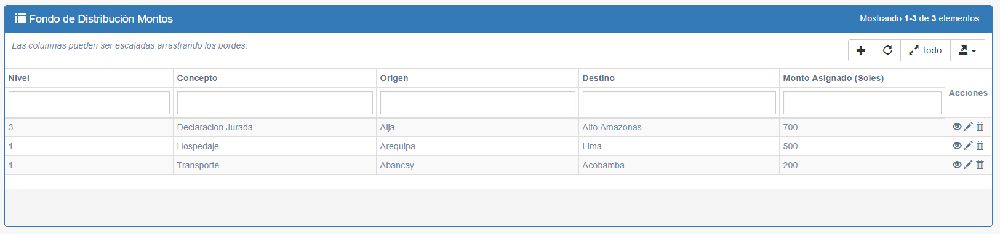 Fondo de Distribución Montos
Mostrando 1-3 de 3 elementos.
Las columnas pueden ser escaladas arrastrando los bordes.
Todo
Nivel Concepto Origen Destino Monto Asignado (Soles) Acciones
3 Declaracion Jurada Aija Alto Amazonas 700
1 Hospedaje Arequipa Lima 500
1 Transporte Abancay Acobamba 200